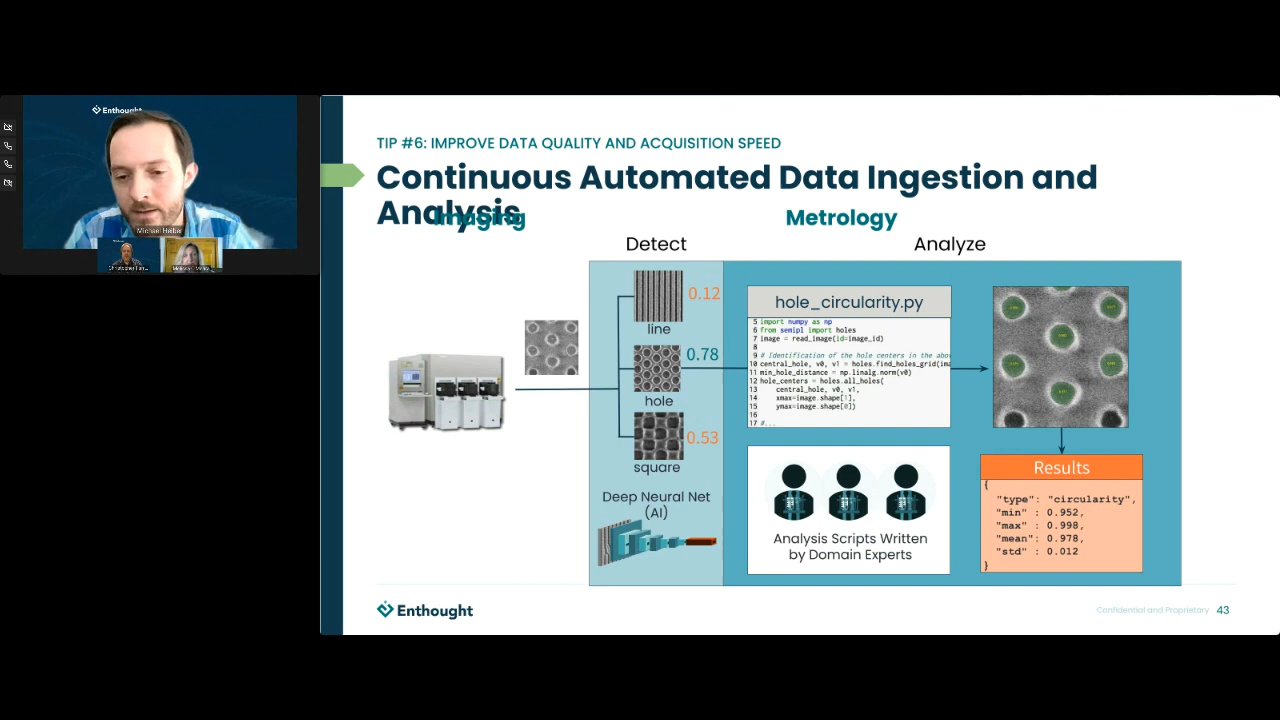 Enthought
Michael Heiber
Christopher Farr...
TIP #6: IMPROVE DATA QUALITY AND ACQUISITION SPEED
Continuous Automated Data Ingestion and
Analysis
Imaging
Metrology
Detect
Analyze
0.12
line
0.78
hole
0.53
square
Deep Neural Net
(AI)
hole_circularity.py
5 import numpy as np
6 from semipl import holes
7 image = read_image(id=image_id)
8
9 # Identification of the hole centers in the abov
10 central_hole, v0, v1 = holes.find_holes_grid(ima
11 min_hole_distance = np.linalg.norm(v0)
12 hole_centers = holes.all_holes(
13 central_hole, v0, v1,
14 xmax=image.shape[1],
15 ymax=image.shape[0])
16
17 #...
Analysis Scripts Written
by Domain Experts
Results
{
"type": "circularity",
"min" : 0.952,
"max" : 0.998,
"mean": 0.978,
"std" : 0.012
}
Enthought
Confidential and Proprietary 43